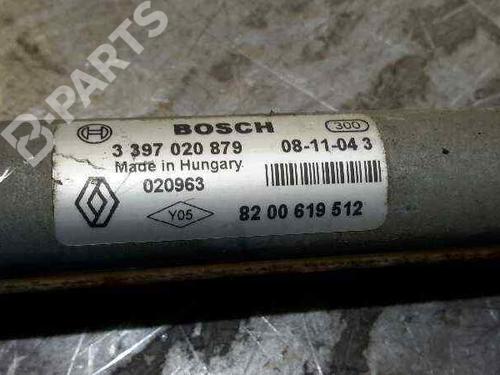 B-PARTS
BOSCH 300
3 397 020 879 08-11-04 3
Made in Hungary
020963
Y05 82 00 619 512